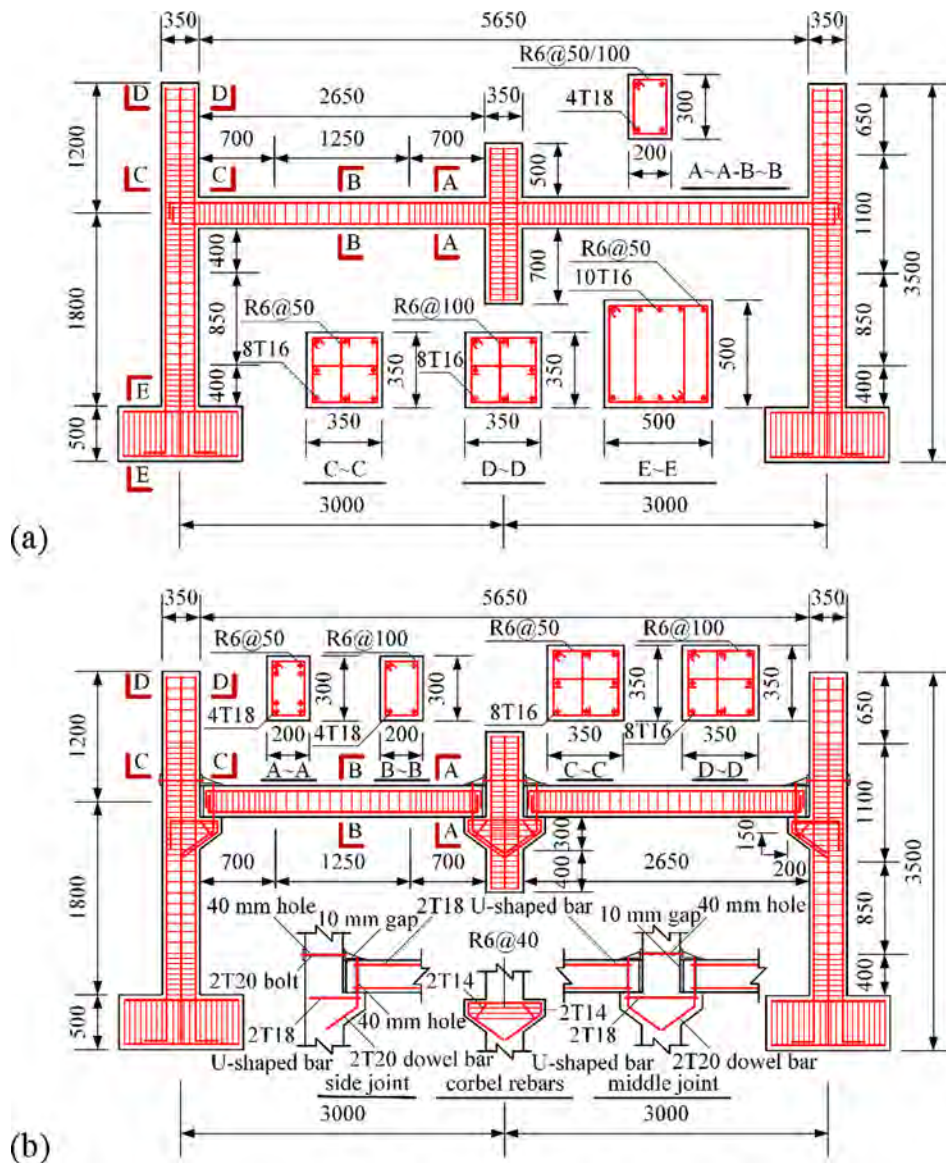 350
5650
350
R6@50/100
D
D
2650
350
4T18
300
1200
650
700
1250
700
500
200
C
C
B
A
A~A-B~B
B
A
1100
400
700
R6@50
10T16
3500
1800
850
R6@50
R6@100
850
8T16
350
8T16
350
500
E
400
400
350
350
500
500
C~C
D~D
E~E
E
3000
3000
(a)
350
5650
350
R6@50
R6@100
R6@50
R6@100
D
D
300
300
350
350
650
1200
4T18
8T16
200
4T18
200
350
8T16
350
C
C
A~A
B
B~B
A
C~C
D~D
1100
B
A
300
150
3500
700
1250
700
400
2650
200
1800
40 mm hole
2T18
U-shaped bar
40 mm hole
850
10 mm gap
10 mm gap
R6@40
2T20 bolt
2T14
400
2T18
40 mm hole
2T14
2T18
500
U-shaped bar
2T20 dowel bar
U-shaped bar
2T20 dowel bar
side joint
corbel rebars
middle joint
3000
3000
(b)